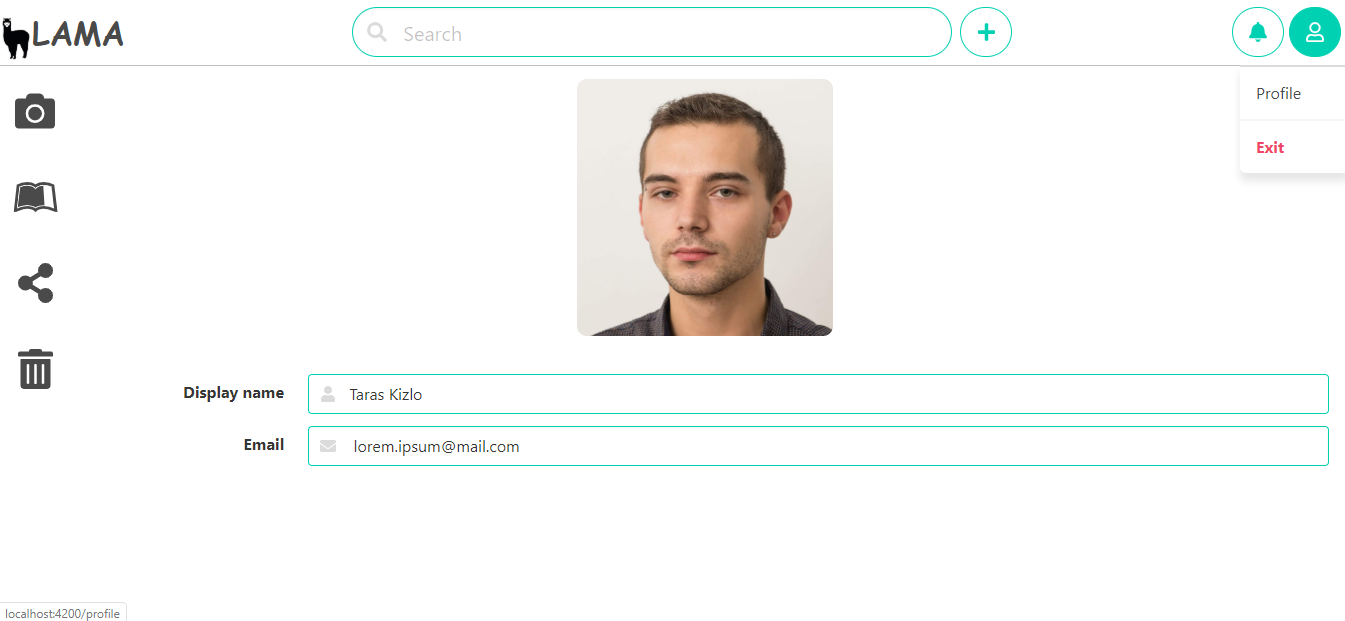 LAMA
Search
Profile
Exit
Display name
Taras Kizlo
Email
lorem.ipsum@mail.com
localhost:4200/profile